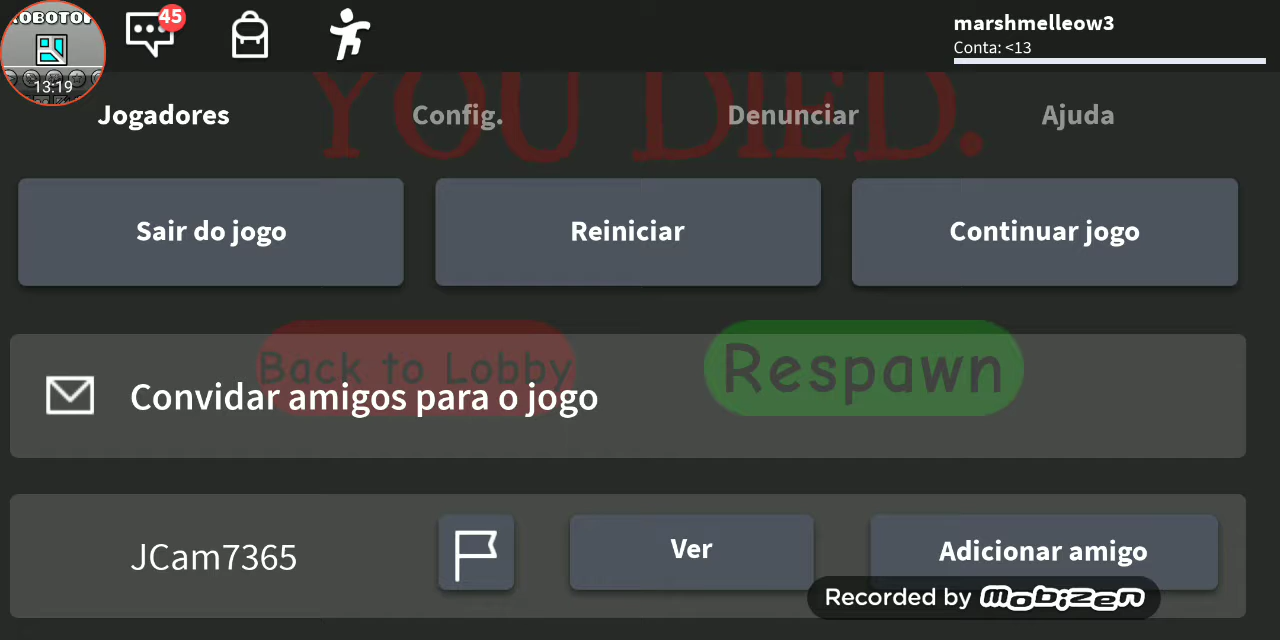 ROBOTOP
13:19
45
marshmelleow3
Conta: <13
YOU DIED.
Jogadores
Config.
Denunciar
Ajuda
Sair do jogo
Reiniciar
Continuar jogo
Back to Lobby
Respawn
Convidar amigos para o jogo
JCam7365
Ver
Adicionar amigo
Recorded by mobizen